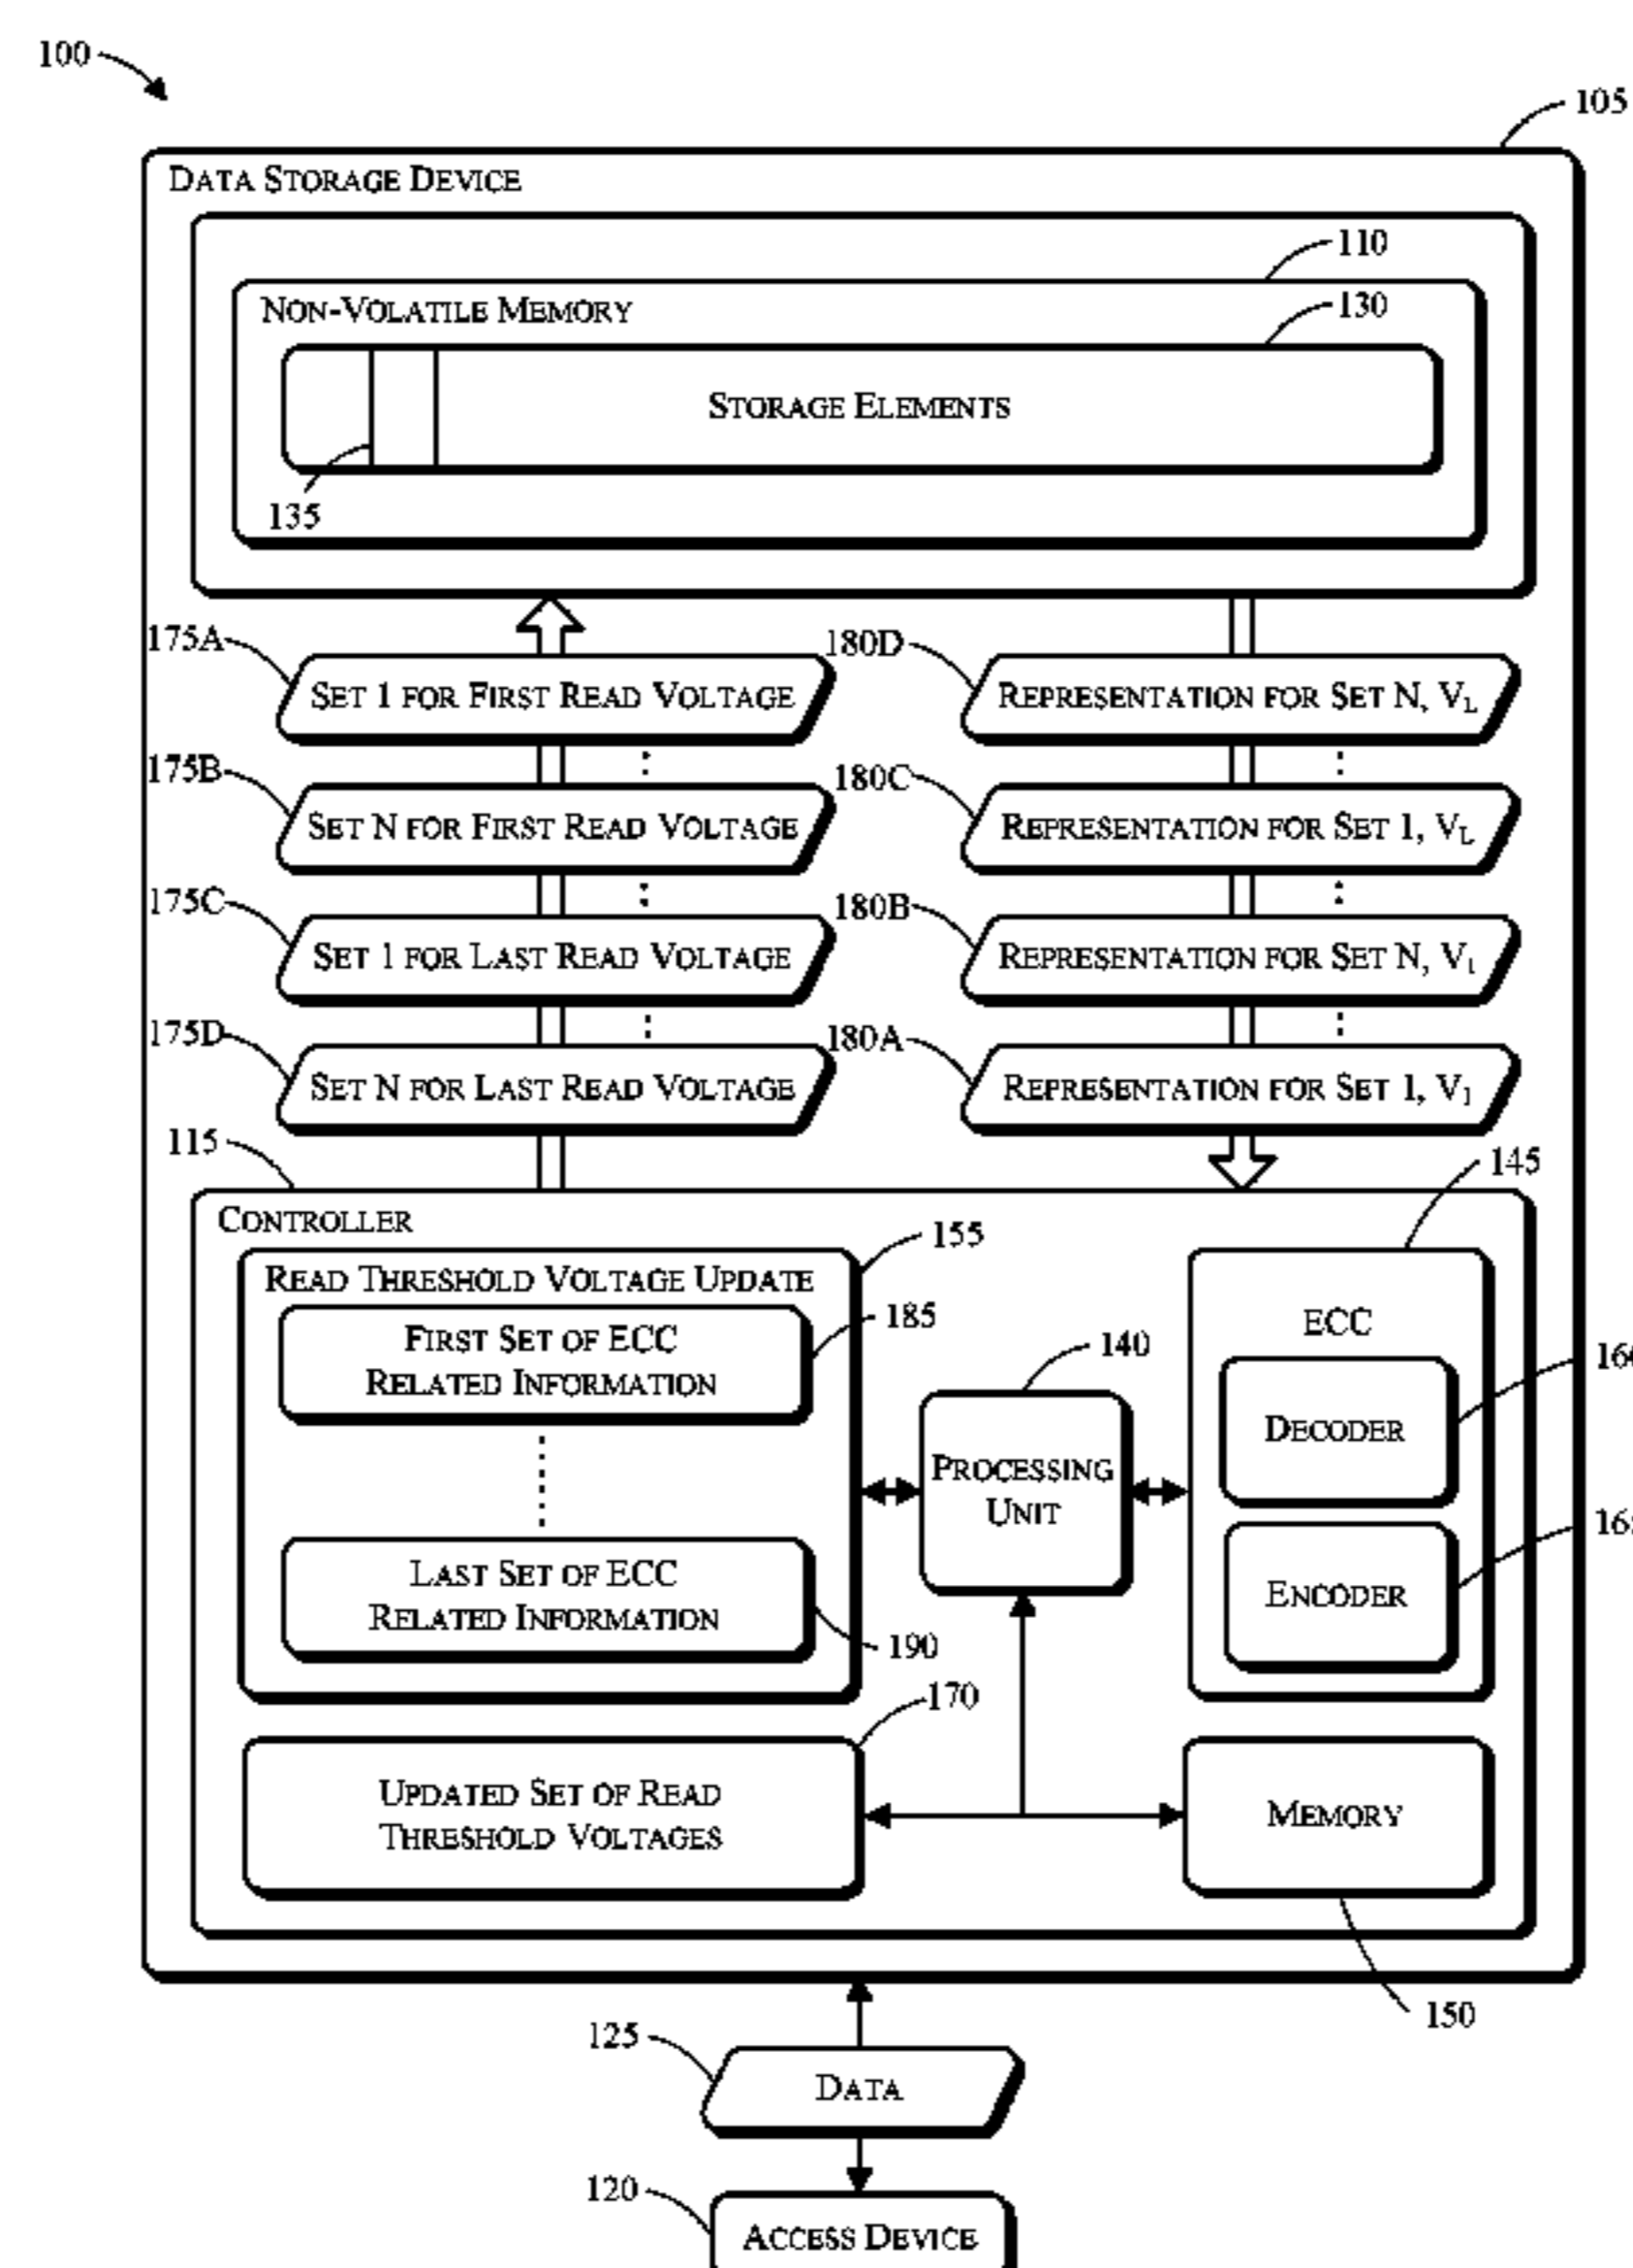 100
105
DATA STORAGE DEVICE
110
NON-VOLATILE MEMORY
130
STORAGE ELEMENTS
135
175A
SET 1 FOR FIRST READ VOLTAGE
180D
REPRESENTATION FOR SET N, VL
175B
SET N FOR FIRST READ VOLTAGE
180C
REPRESENTATION FOR SET 1, VL
175C
SET 1 FOR LAST READ VOLTAGE
180B
REPRESENTATION FOR SET N, V1
175D
SET N FOR LAST READ VOLTAGE
180A
REPRESENTATION FOR SET 1, V1
115
CONTROLLER
155
READ THRESHOLD VOLTAGE UPDATE
185
FIRST SET OF ECC
RELATED INFORMATION
LAST SET OF ECC
RELATED INFORMATION
190
140
PROCESSING
UNIT
145
ECC
DECODER
ENCODER
170
UPDATED SET OF READ
THRESHOLD VOLTAGES
MEMORY
150
125
DATA
120
ACCESS DEVICE